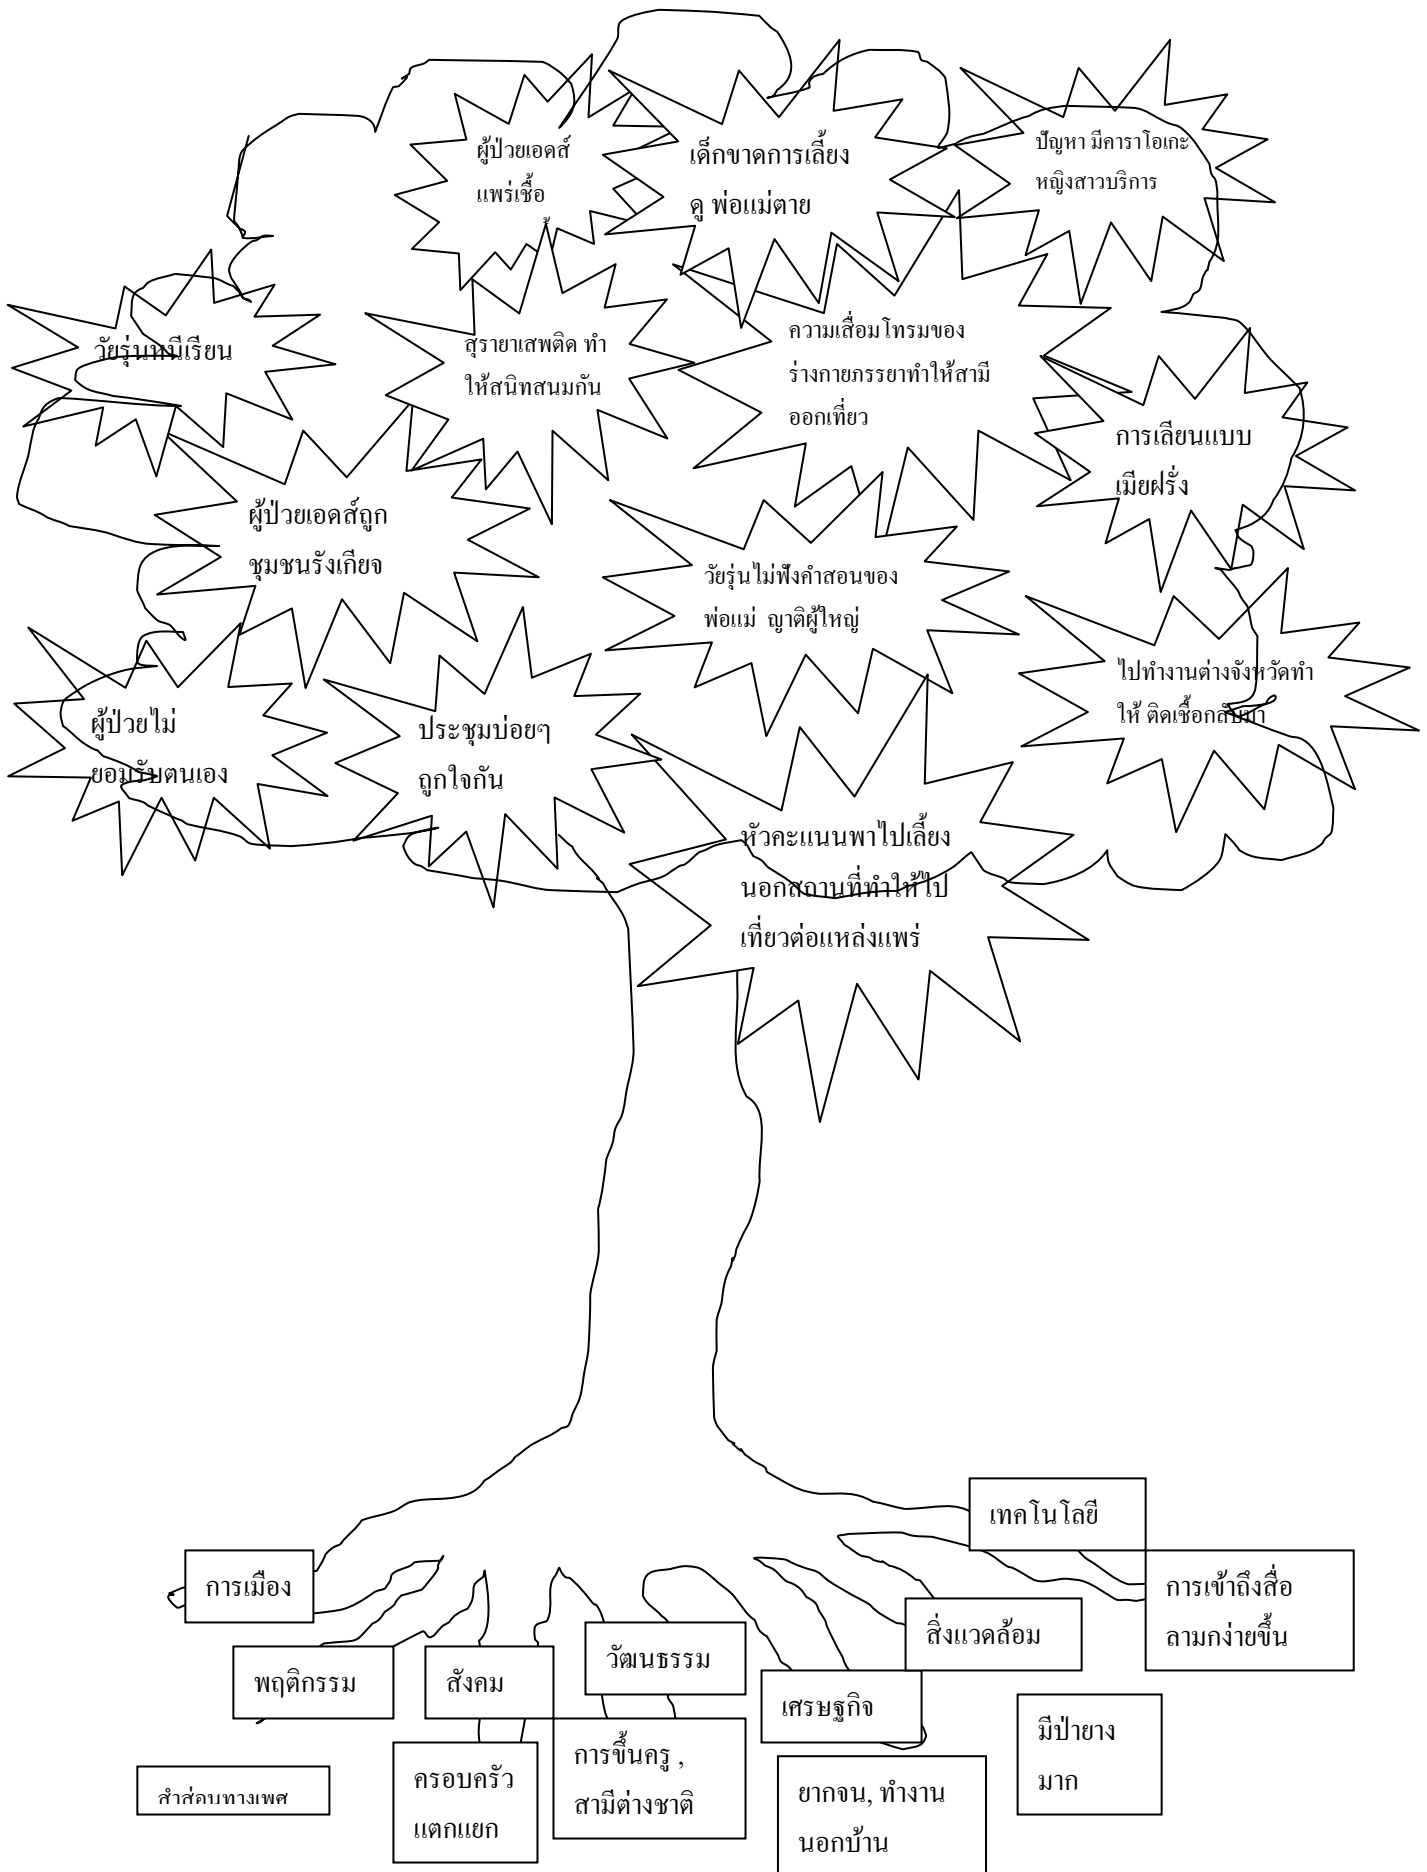 ผู้ป่วยเอดส์
แพร่เชื้อ
เด็กขาดการเลี้ยง
ดู พ่อแม่ตาย
ปัญหา มีคาราโอเกะ
หญิงสาวบริการ
วัยรุ่นหนีเรียน
สุรายาเสพติด ทำ
ให้สนิทสนมกัน
ความเสื่อมโทรมของ
ร่างกายภรรยาทำให้สามี
ออกเที่ยว
การเลียนแบบ
เมียฝรั่ง
ผู้ป่วยเอดส์ถูก
ชุมชนรังเกียจ
วัยรุ่นไม่ฟังคำสอนของ
พ่อแม่ ญาติผู้ใหญ่
ไปทำงานต่างจังหวัดทำ
ให้ ติดเชื้อกลับมา
ผู้ป่วยไม่
ยอมรับตนเอง
ประชุมบ่อยๆ
ถูกใจกัน
หัวคะแนนพาไปเลี้ยง
นอกสถานที่ทำให้ไป
เที่ยวต่อแหล่งแพร่
เทคโนโลยี
การเมือง
การเข้าถึงสื่อ
ลามกง่ายขึ้น
สิ่งแวดล้อม
วัฒนธรรม
พฤติกรรม
สังคม
เศรษฐกิจ
มีป่ายาง
มาก
การขึ้นครู ,
สามีต่างชาติ
ครอบครัว
แตกแยก
สำส่อนทางเพศ
ยากจน, ทำงาน
นอกบ้าน